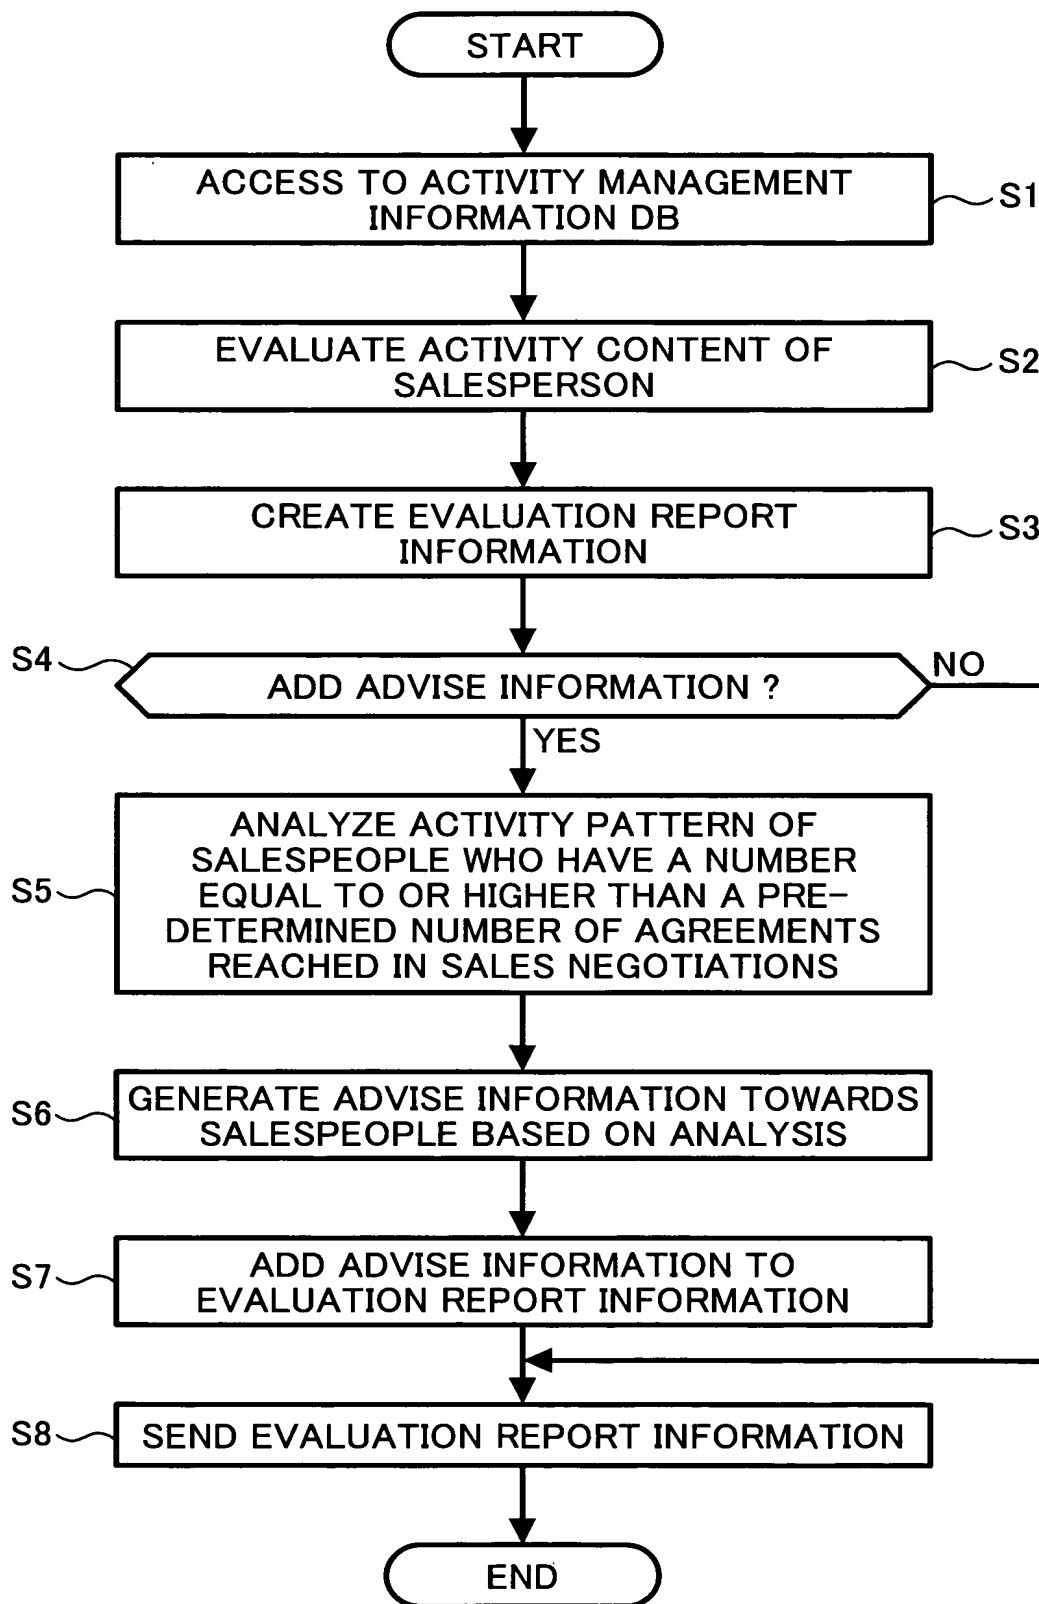 START
ACCESS TO ACTIVITY MANAGEMENT
INFORMATION DB
S1
EVALUATE ACTIVITY CONTENT OF
SALESPERSON
S2
CREATE EVALUATION REPORT
INFORMATION
S3
S4
ADD ADVISE INFORMATION ?
NO
YES
S5
ANALYZE ACTIVITY PATTERN OF
SALESPEOPLE WHO HAVE A NUMBER
EQUAL TO OR HIGHER THAN A PRE-
DETERMINED NUMBER OF AGREEMENTS
REACHED IN SALES NEGOTIATIONS
S6
GENERATE ADVISE INFORMATION TOWARDS
SALESPEOPLE BASED ON ANALYSIS
S7
ADD ADVISE INFORMATION TO
EVALUATION REPORT INFORMATION
S8
SEND EVALUATION REPORT INFORMATION
END